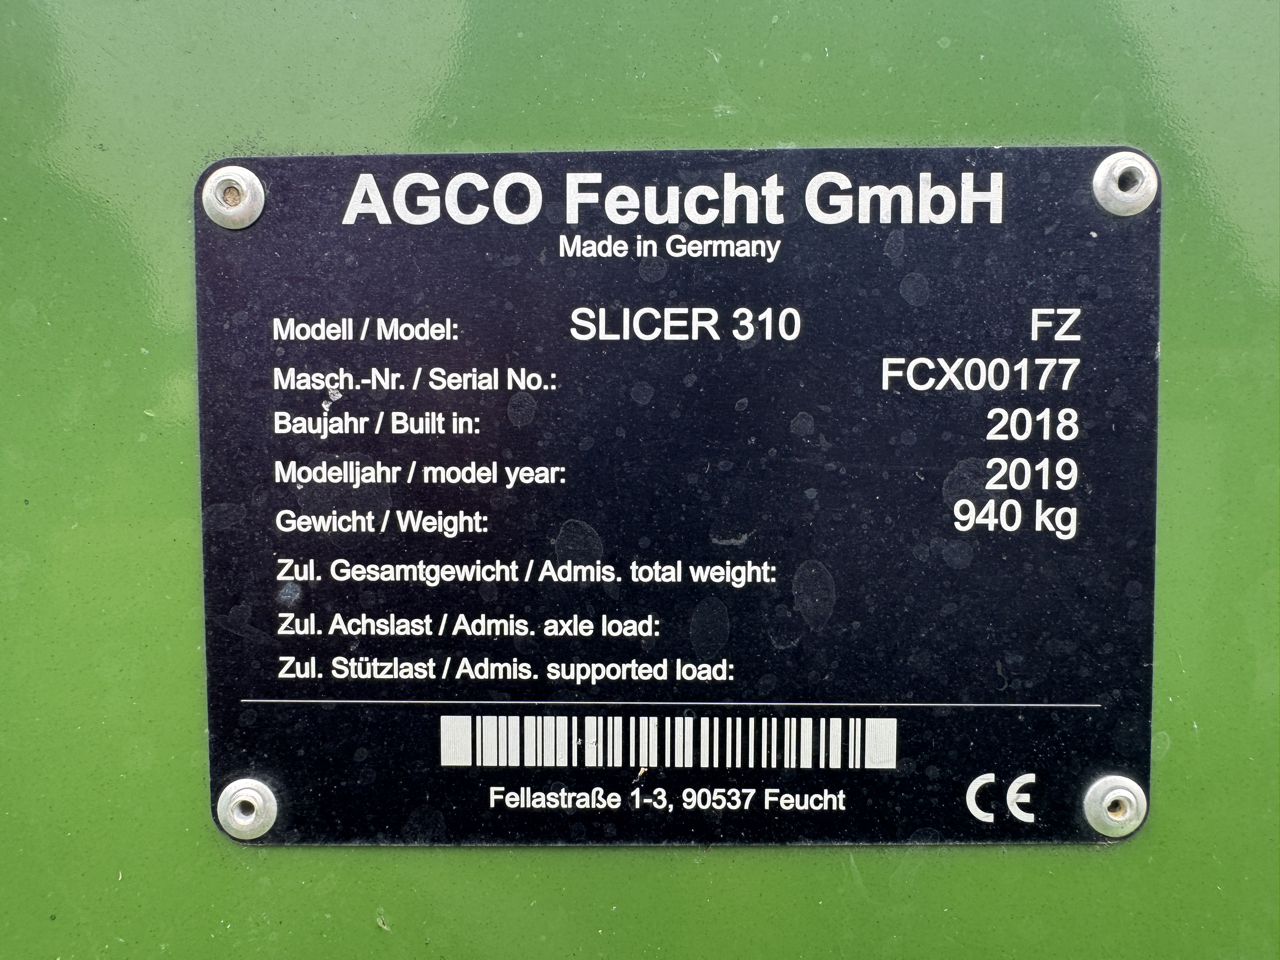 AGCO Feucht GmbH
Made in Germany
Modell / Model: SLICER 310 FZ
Masch.-Nr. / Serial No.: FCX00177
Baujahr / Built in: 2018
Modelljahr / model year: 2019
Gewicht / Weight: 940 kg
Zul. Gesamtgewicht / Admis. total weight:
Zul. Achslast / Admis. axle load:
Zul. Stützlast / Admis. supported load:
Fellastraße 1-3, 90537 Feucht
CE